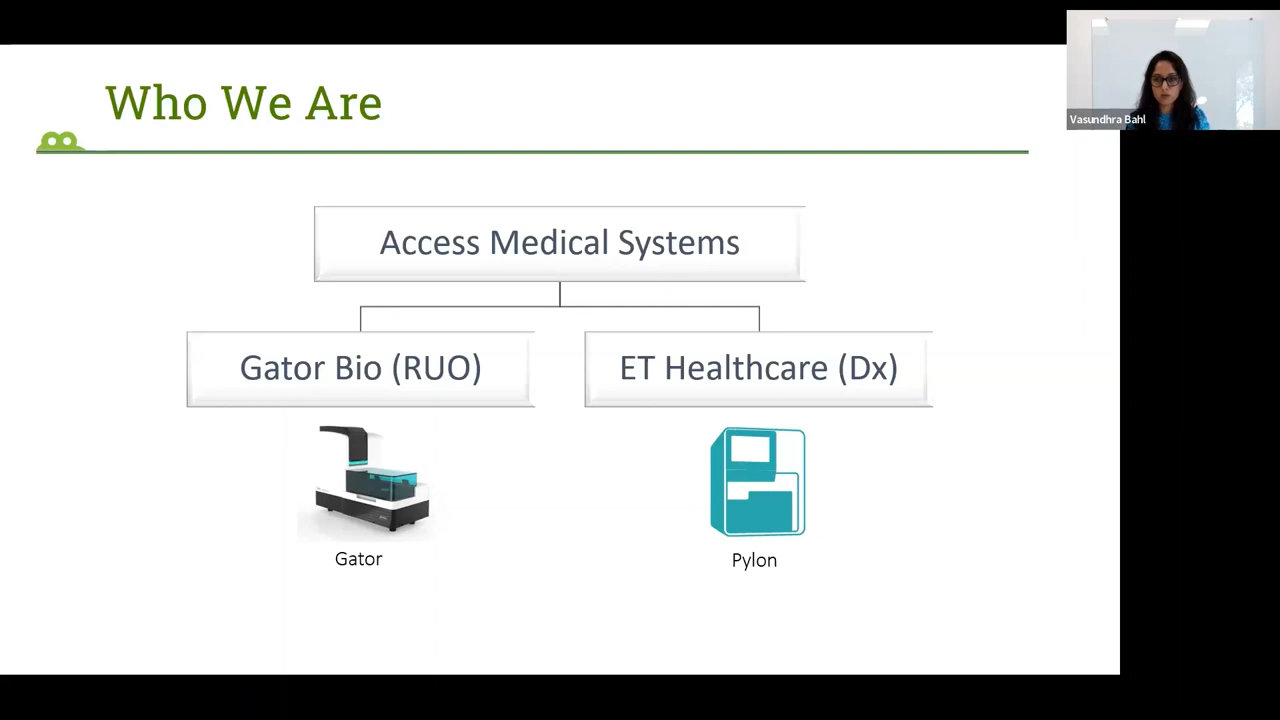 Who We Are
Vasundhra Bahl
Access Medical Systems
Gator Bio (RUO)
ET Healthcare (Dx)
Gator
Pylon